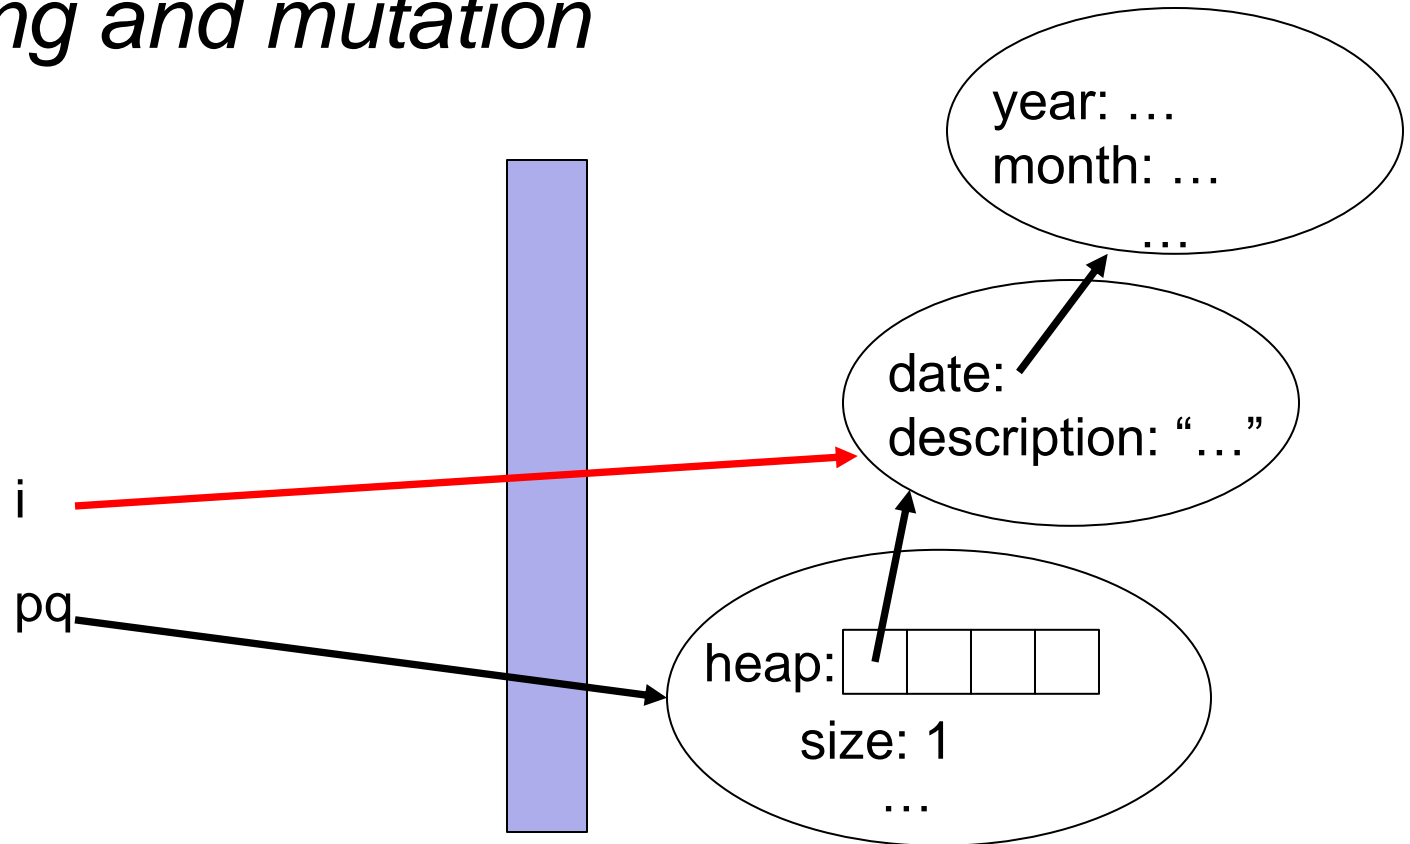 ng and mutation
year: …
month: …
…
date:
description: “…”
i
pq
heap:
size: 1
…